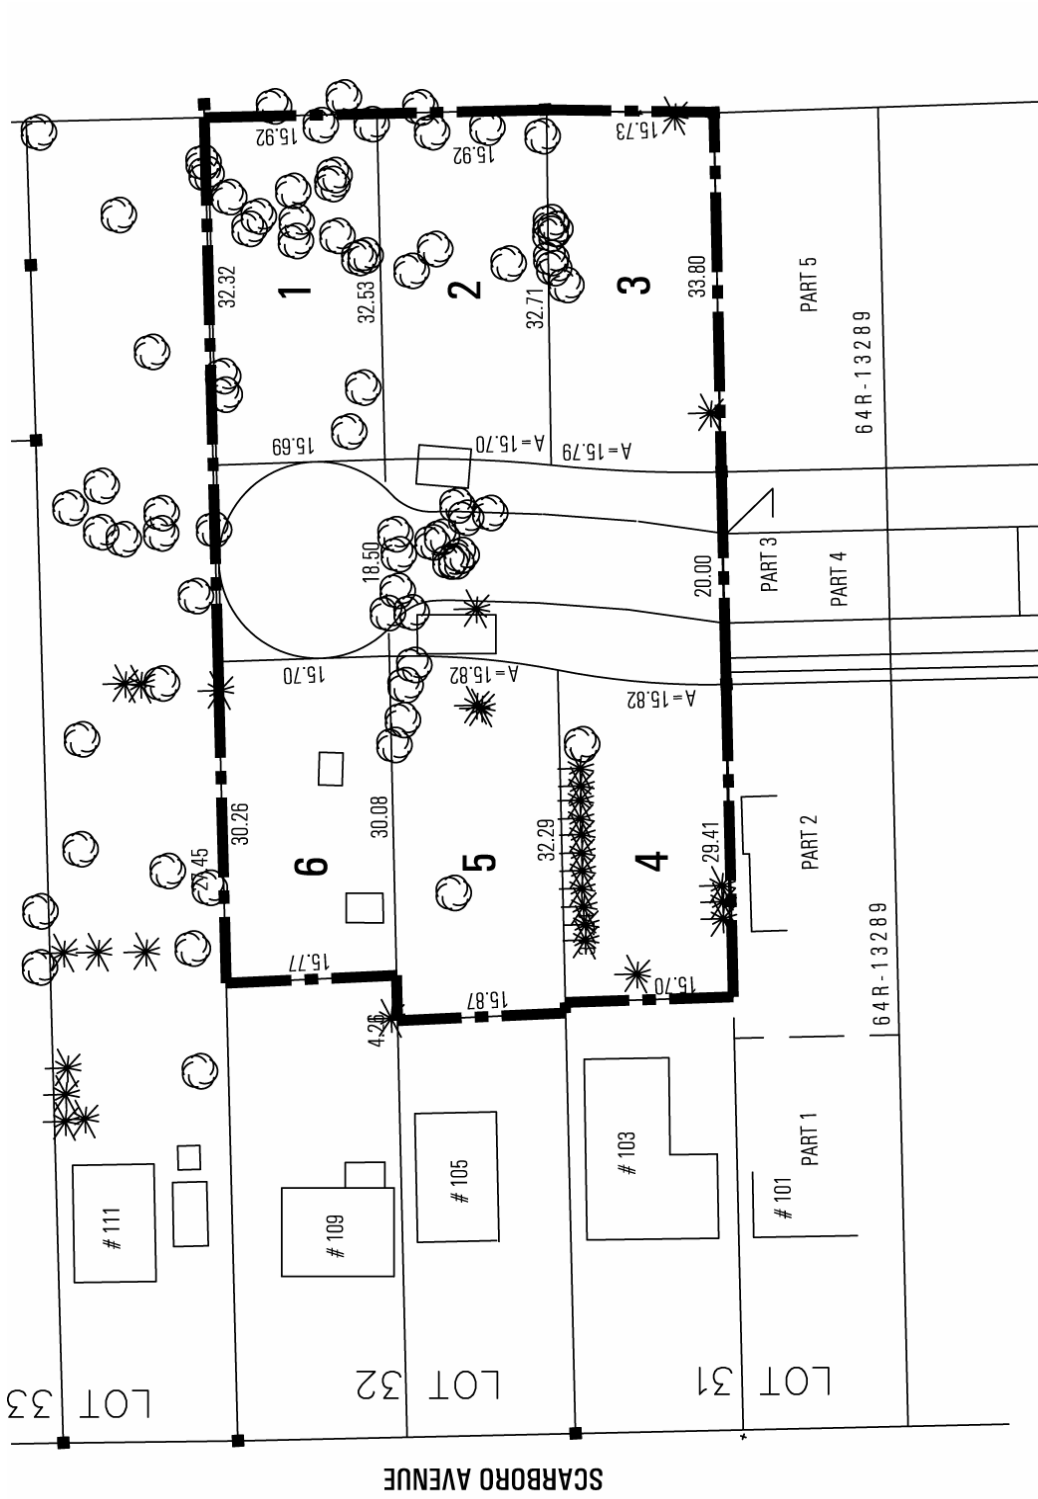 15.92
15.92
15.73
32.32
1
32.53
2
32.71
3
33.80
PART 5
64R-13289
15.69
A=15.70
A=15.79
18.50
20.00
PART 3
PART 4
15.70
A=15.82
A=15.82
30.26
30.08
32.29
29.41
PART 2
6
5
4
64R-13289
15.77
4.26
15.87
15.70
PART 1
# 111
# 109
# 105
# 103
# 101
LOT 33
LOT 32
LOT 31
SCARBORO AVENUE